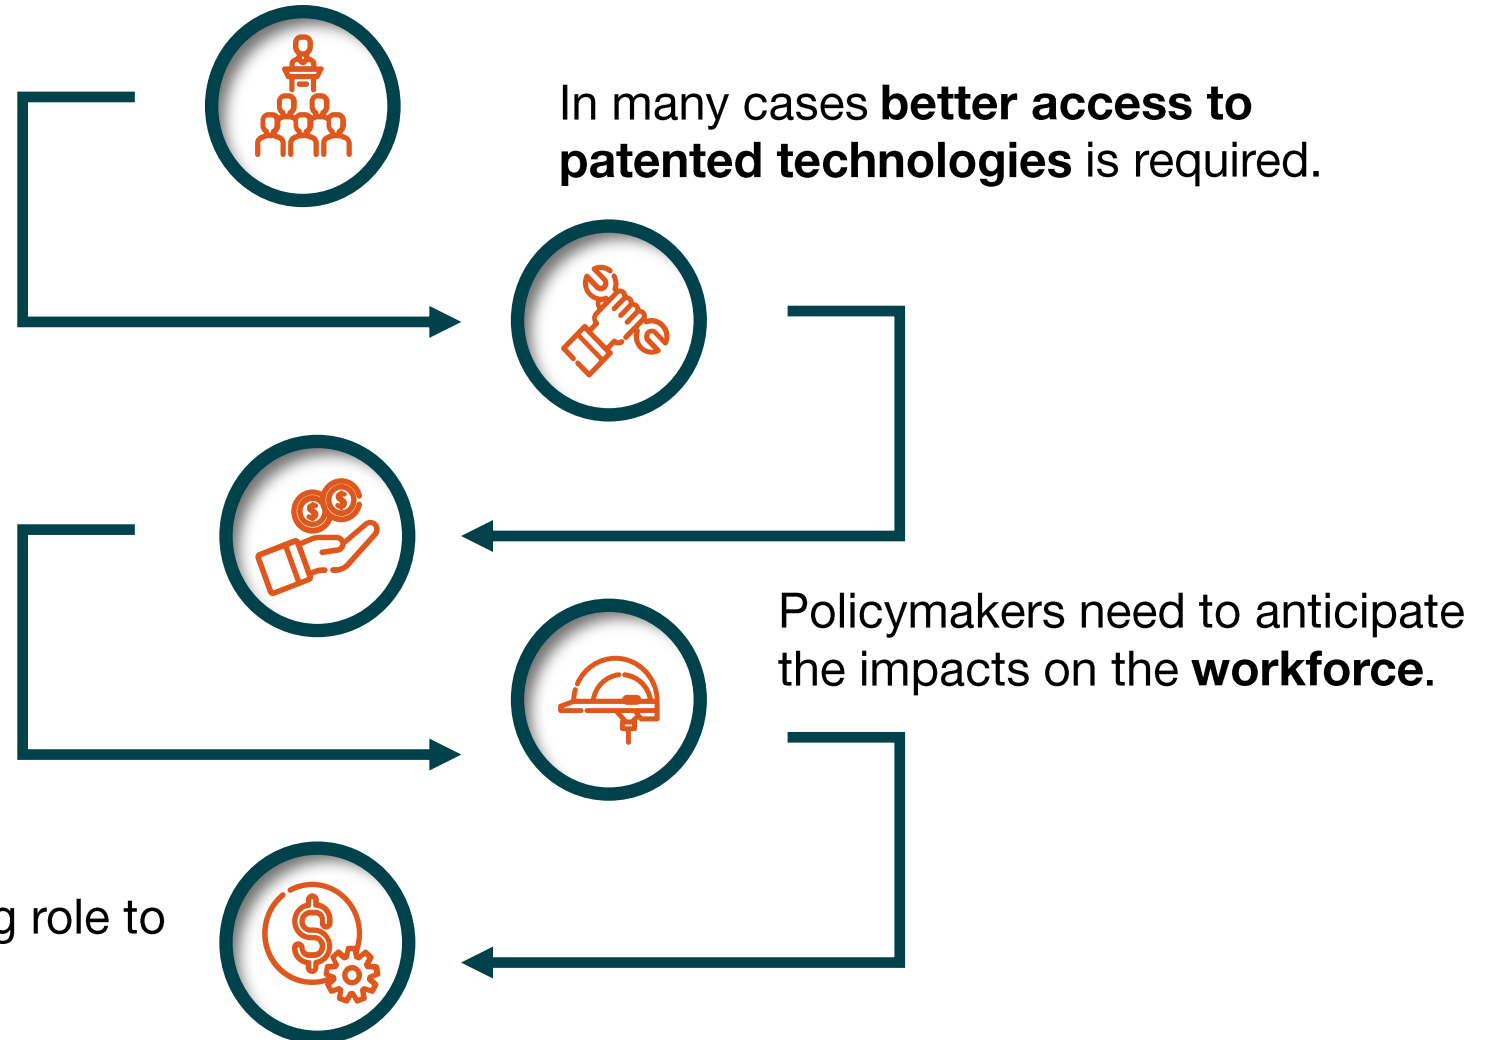 In many cases better access to
patented technologies is required.
Policymakers need to anticipate
the impacts on the workforce.
role to